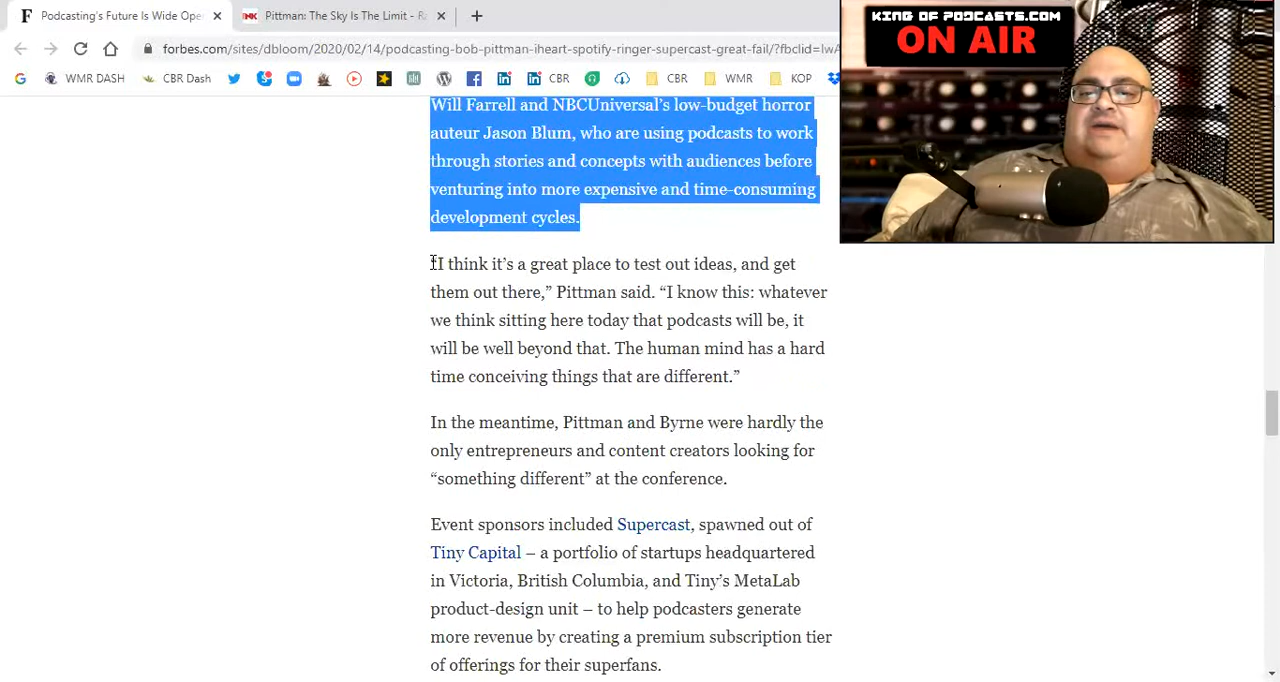 Podcasting's Future Is Wide Ope
Pittman: The Sky Is The Limit - Ra
forbes.com/sites/dbloom/2020/02/14/podcasting-bob-pittman-iheart-spotify-ringer-supercast-great-fail/?fbclid=IwA
WMR DASH CBR Dash CBR CBR WMR KOP
KING OF PODCASTS.COM
ON AIR
Will Farrell and NBCUniversal's low-budget horror
auteur Jason Blum, who are using podcasts to work
through stories and concepts with audiences before
venturing into more expensive and time-consuming
development cycles.
“I think it's a great place to test out ideas, and get
them out there,” Pittman said. “I know this: whatever
we think sitting here today that podcasts will be, it
will be well beyond that. The human mind has a hard
time conceiving things that are different.”
In the meantime, Pittman and Byrne were hardly the
only entrepreneurs and content creators looking for
“something different” at the conference.
Event sponsors included Supercast, spawned out of
Tiny Capital – a portfolio of startups headquartered
in Victoria, British Columbia, and Tiny's MetaLab
product-design unit – to help podcasters generate
more revenue by creating a premium subscription tier
of offerings for their superfans.